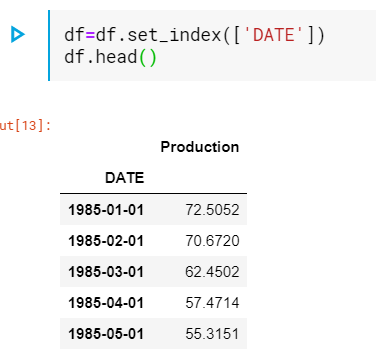 df=df.set_index(['DATE'])
df.head()
ut[13]:
Production
DATE
1985-01-01 72.5052
1985-02-01 70.6720
1985-03-01 62.4502
1985-04-01 57.4714
1985-05-01 55.3151